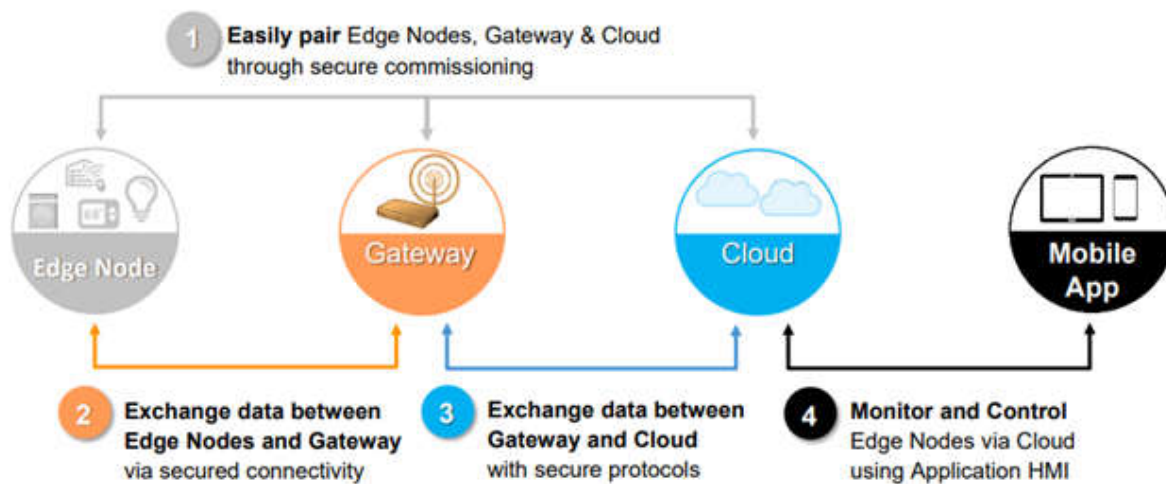 1 Easily pair Edge Nodes, Gateway & Cloud
through secure commissioning
Edge Node
Gateway
Cloud
Mobile
App
2 Exchange data between
Edge Nodes and Gateway
via secured connectivity
3 Exchange data between
Gateway and Cloud
with secure protocols
4 Monitor and Control
Edge Nodes via Cloud
using Application HMI